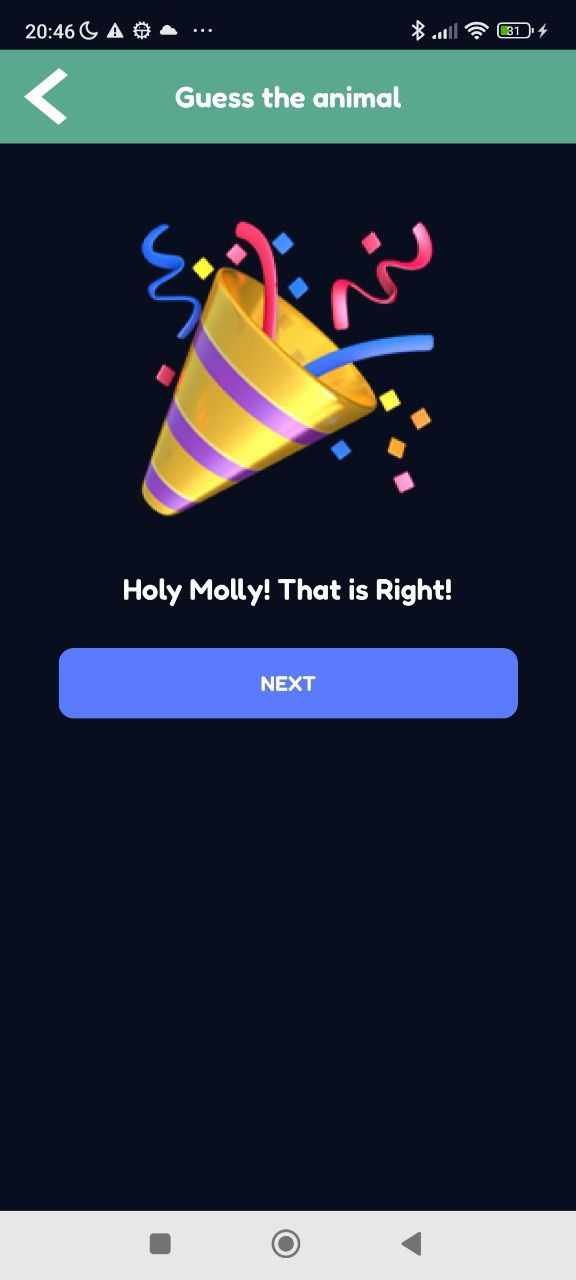 20:46 31
Guess the animal
Holy Molly! That is Right!
NEXT